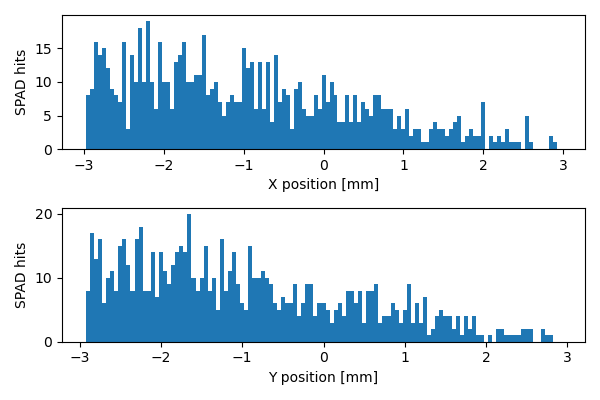 SPAD hits
15
10
5
0
−3 −2 −1 0 1 2 3
X position [mm]
SPAD hits
20
10
0
−3 −2 −1 0 1 2 3
Y position [mm]